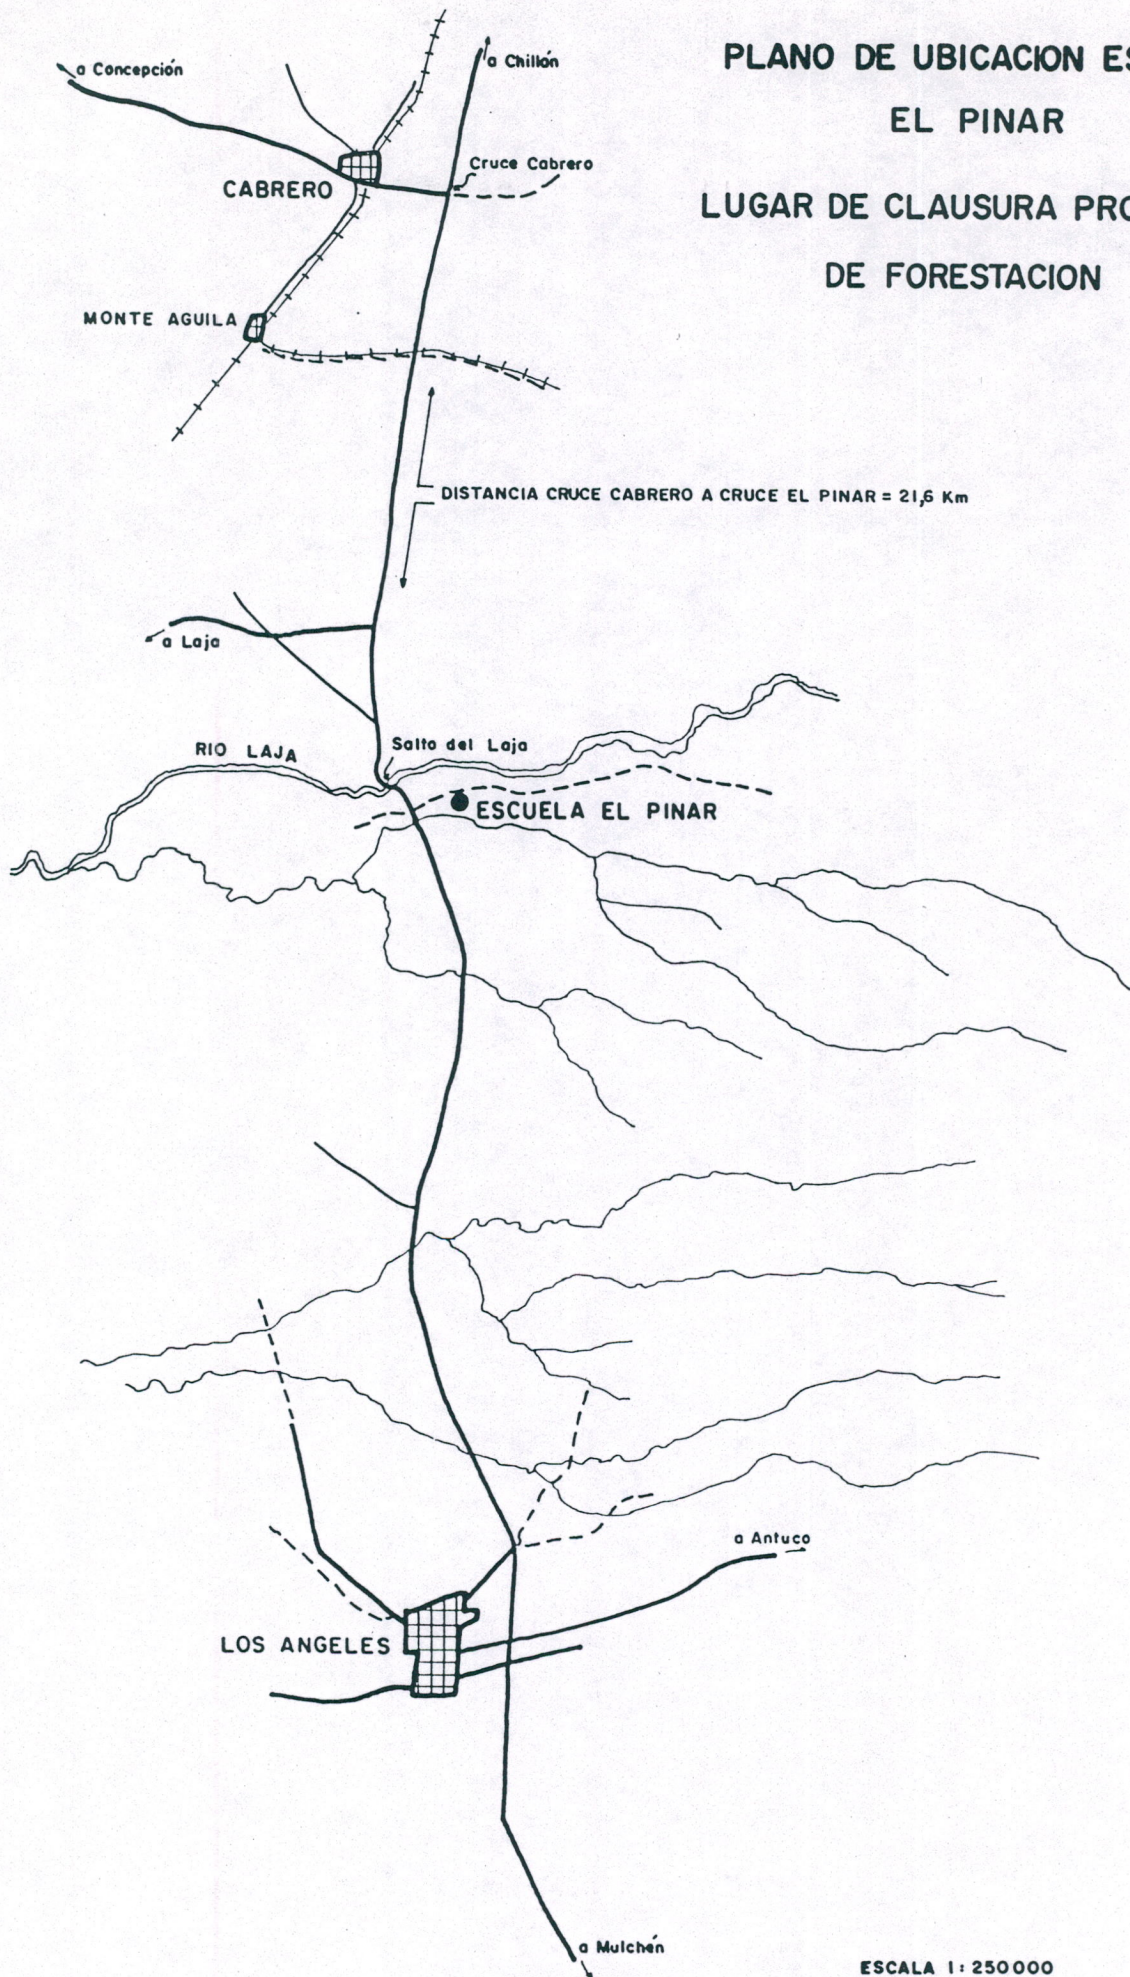 PLANO DE UBICACION
EL PINAR
LUGAR DE CLAUSURA
DE FORESTACION
a Concepción
a Chillón
Cruce Cabrero
CABRERO
MONTE AGUILA
DISTANCIA CRUCE CABRERO A CRUCE EL PINAR = 21,6 Km
a Laja
RIO LAJA
Salto del Laja
ESCUELA EL PINAR
a Antuco
LOS ANGELES
a Mulchén
ESCALA 1:250000